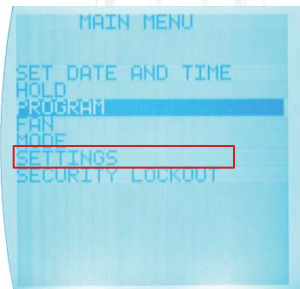 MAIN MENU
SET DATE AND TIME
HOLD
PROGRAM
FAN
MODE
SETTINGS
SECURITY LOCKOUT